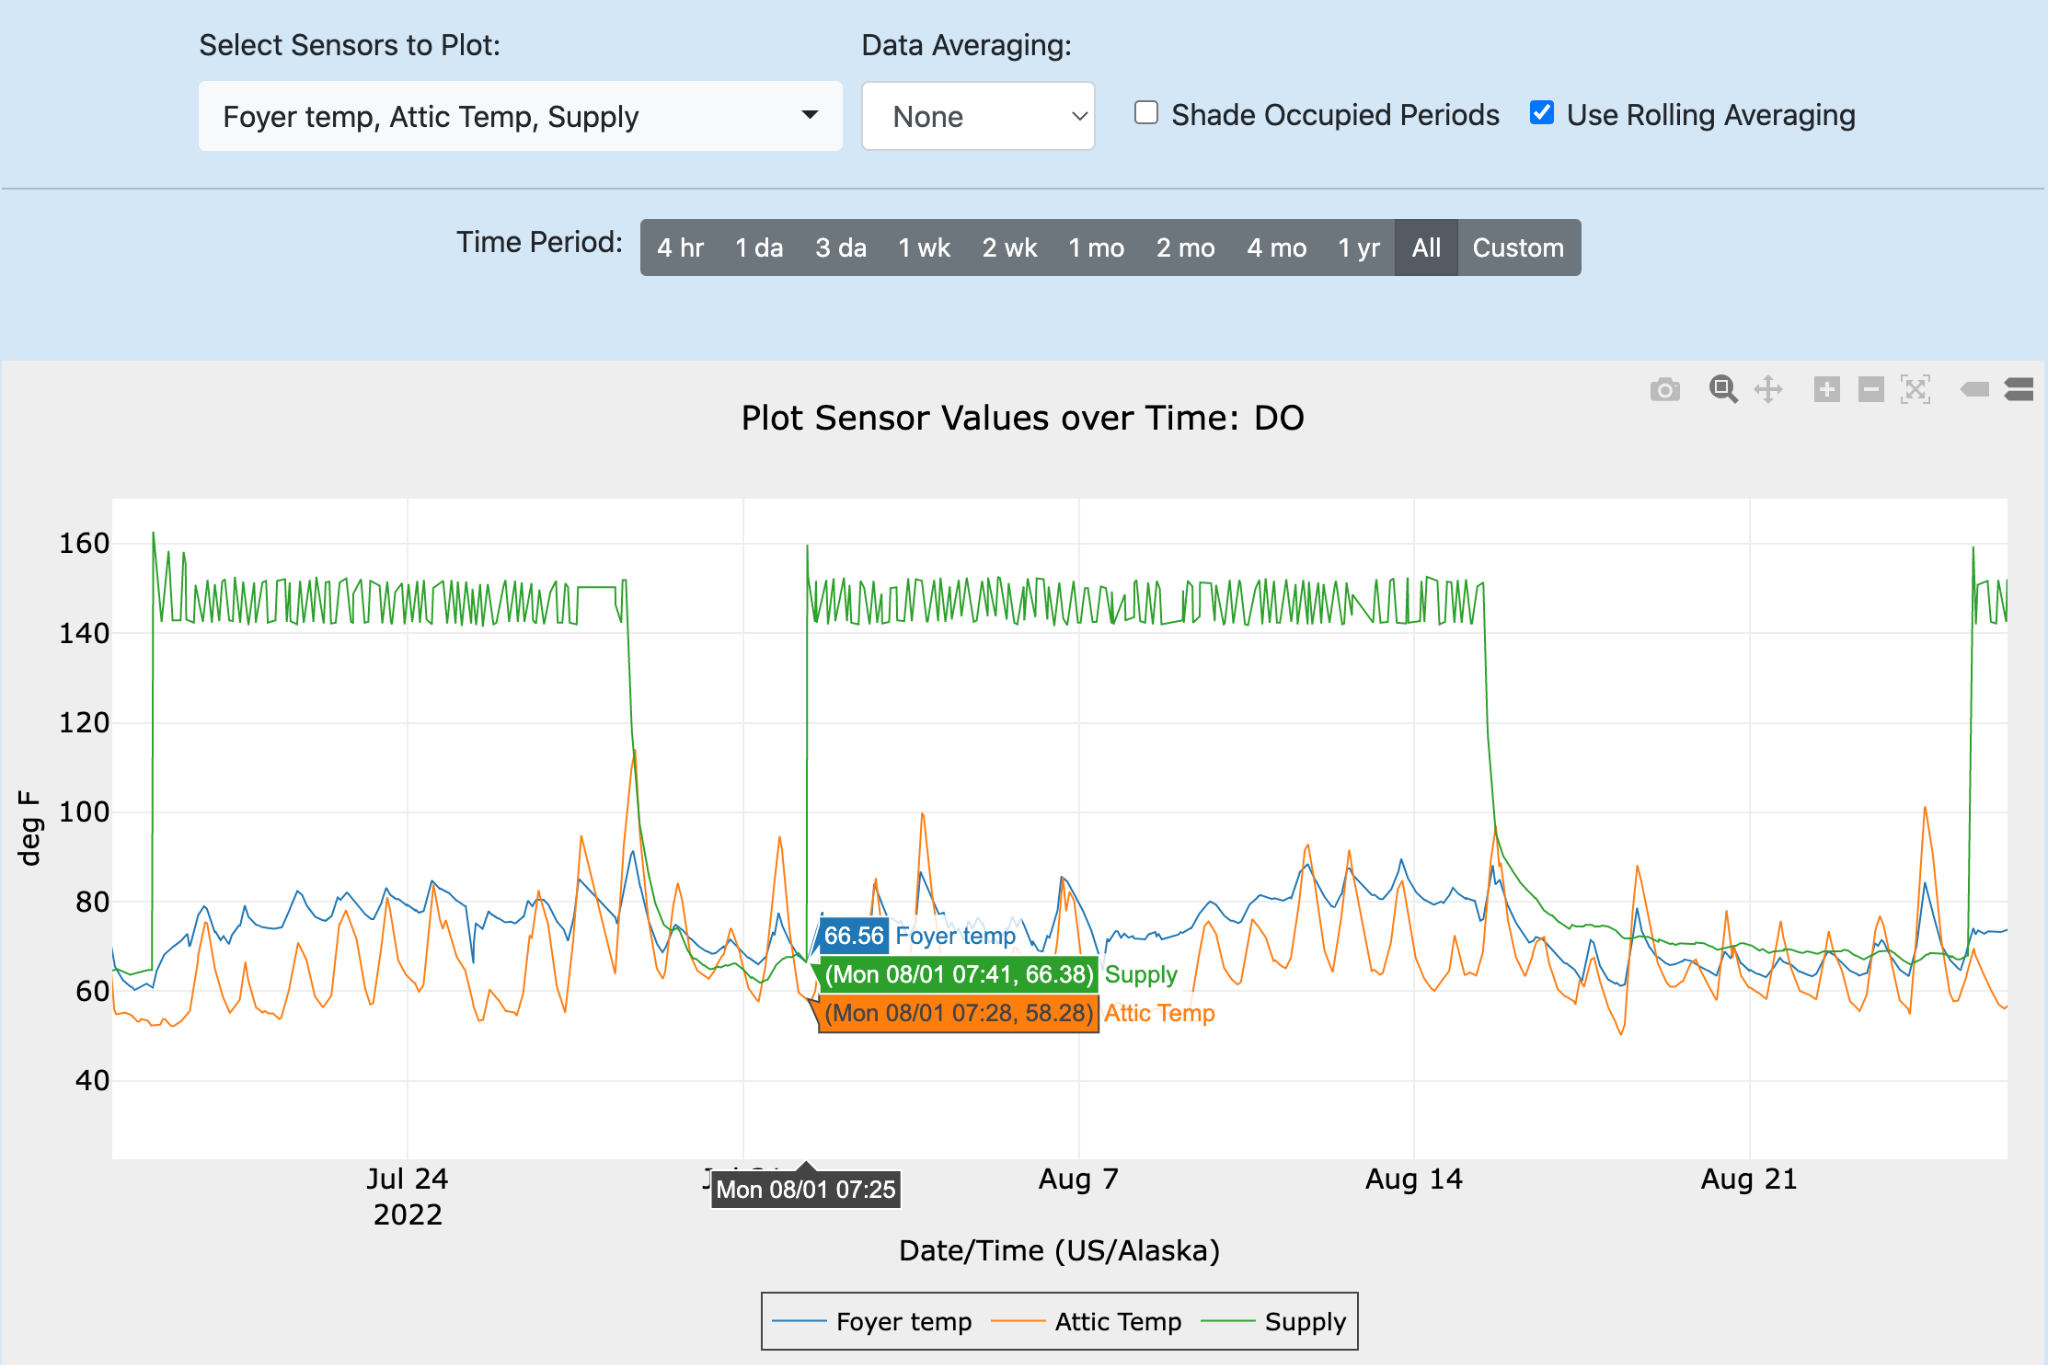 Select Sensors to Plot:
Data Averaging:
Foyer temp, Attic Temp, Supply
None
Shade Occupied Periods
Use Rolling Averaging
Time Period:
4 hr 1 da 3 da 1 wk 2 wk 1 mo 2 mo 4 mo 1 yr All Custom
Plot Sensor Values over Time: DO
160
140
120
100
80
60
40
deg F
66.56 Foyer temp
(Mon 08/01 07:41, 66.38) Supply
(Mon 08/01 07:28, 58.28) Attic Temp
Jul 24
2022
Mon 08/01 07:25
Aug 7
Aug 14
Aug 21
Date/Time (US/Alaska)
Foyer temp
Attic Temp
Supply